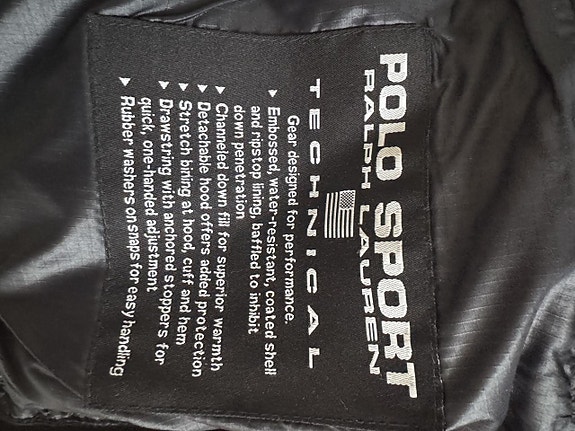 POLO SPORT
RALPH LAUREN
TECHNICAL
Gear designed for performance.
▸ Embossed, water-resistant, coated shell
and ripstop lining, baffled to inhibit
down penetration
▸ Channeled down fill for superior warmth
▸ Detachable hood offers added protection
▸ Stretch binling at hood, cuff and hem
▸ Drawstring with anchored stoppers for
quick, one-handed adjustment
▸ Rubber washers on snaps for easy handling